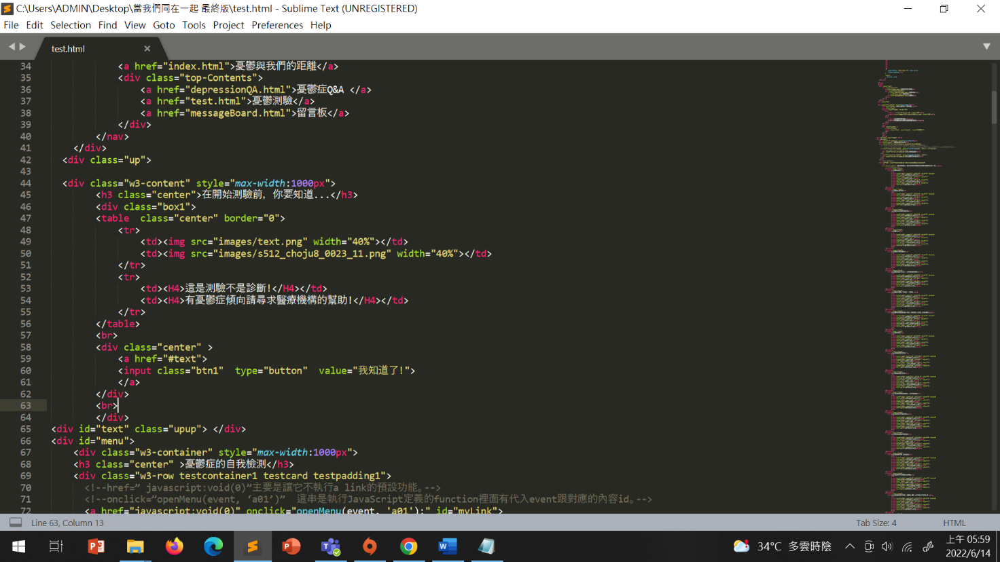 C:\Users\ADMIN\Desktop\當我們同在一起 最終版\test.html - Sublime Text (UNREGISTERED)
File Edit Selection Find View Goto Tools Project Preferences Help
test.html
34 <a href="index.html">憂鬱與我們的距離</a>
35 <div class="top-Contents">
36 <a href="depressionQA.html">憂鬱症Q&A </a>
37 <a href="test.html">憂鬱測驗</a>
38 <a href="messageBoard.html">留言板</a>
39 </div>
40 </nav>
41 </div>
42 <div class="up">
43
44 <div class="w3-content" style="max-width:1000px">
45 <h3 class="center">在開始測驗前，你要知道...</h3>
46 <div class="box1">
47 <table  class="center" border="0">
48 <tr>
49 <td><img src="images/text.png" width="40%"></td>
50 <td><img src="images/s512_choju8_0023_11.png" width="40%"></td>
51 </tr>
52 <tr>
53 <td><H4>這是測驗不是診斷!</H4></td>
54 <td><H4>有憂鬱症傾向請尋求醫療機構的幫助!</H4></td>
55 </tr>
56 </table>
57 <br>
58 <div class="center" >
59 <a href="#text">
60 <input class="btn1"  type="button"  value="我知道了!">
61 </a>
62 </div>
63 <br>
64 </div>
65 <div id="text" class="upup"> </div>
66 <div id="menu">
67 <div class="w3-container" style="max-width:1000px">
68 <h3 class="center" >憂鬱症的自我檢測</h3>
69 <div class="w3-row testcontainer1 testcard testpadding1">
70 <!--href=” javascript:void(0)”主要是讓它不執行a link的預設功能。-->
71 <!--onclick=”openMenu(event, ‘a01’)”  這串是執行JavaScript定義的function裡面有代入event跟對應的內容id。-->
72 <a href="javascript:void(0)" onclick="openMenu(event, 'a01');" id="myLink">
Line 63, Column 13
Tab Size: 4
HTML
34°C 多雲時陰
上午 05:59
2022/6/14